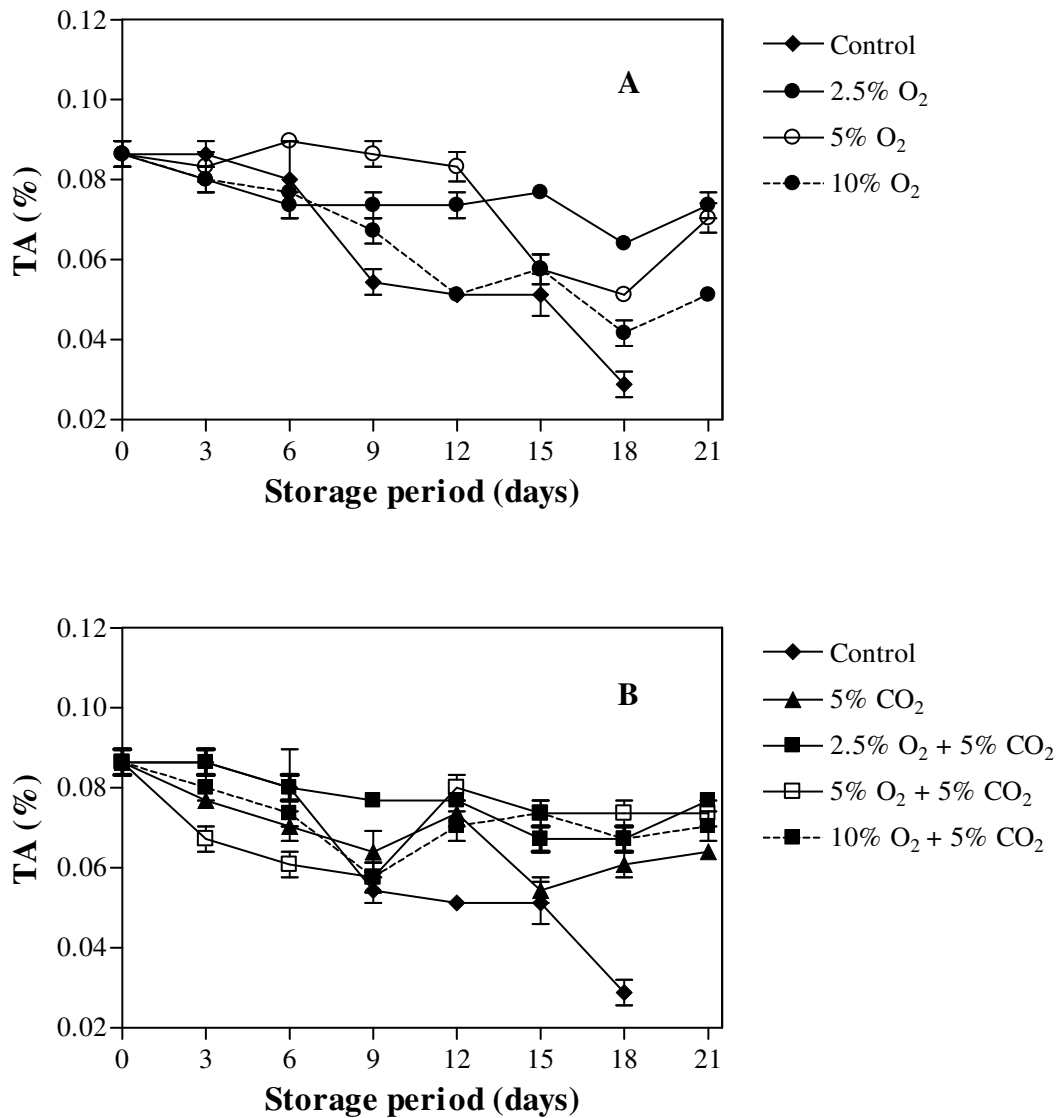 0.12
0.10
0.08
0.06
0.04
0.02
TA (%)
A
0 3 6 9 12 15 18 21
Storage period (days)
Control
2.5% O₂
5% O₂
10% O₂
0.12
0.10
0.08
0.06
0.04
0.02
TA (%)
B
0 3 6 9 12 15 18 21
Storage period (days)
Control
5% CO₂
2.5% O₂ + 5% CO₂
5% O₂ + 5% CO₂
10% O₂ + 5% CO₂